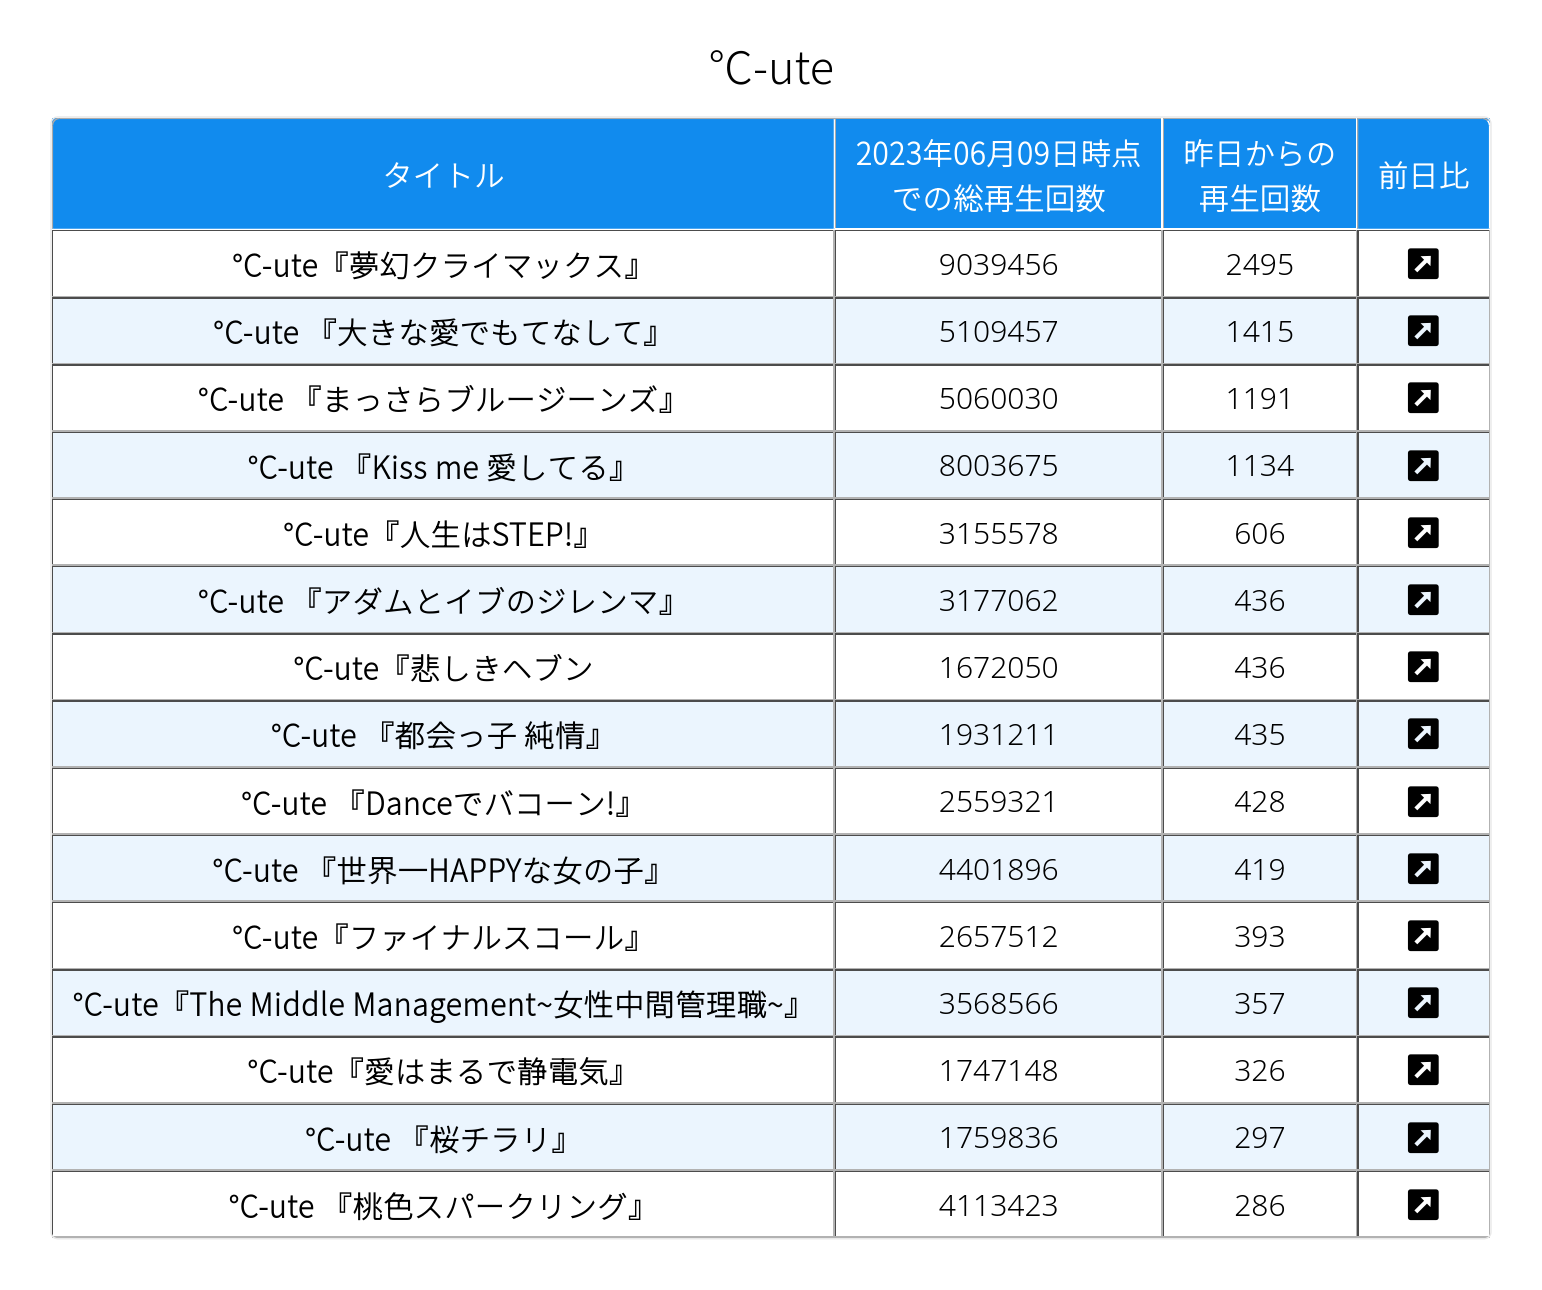 ℃-ute
タイトル
2023年06月09日時点
での総再生回数
昨日からの
再生回数
前日比
℃-ute『夢幻クライマックス』 9039456 2495
℃-ute 『大きな愛でもてなして』 5109457 1415
℃-ute 『まっさらブルージーンズ』 5060030 1191
℃-ute 『Kiss me 愛してる』 8003675 1134
℃-ute『人生はSTEP!』 3155578 606
℃-ute 『アダムとイブのジレンマ』 3177062 436
℃-ute『悲しきヘブン 1672050 436
℃-ute 『都会っ子 純情』 1931211 435
℃-ute 『Danceでバコーン!』 2559321 428
℃-ute 『世界一HAPPYな女の子』 4401896 419
℃-ute『ファイナルスコール』 2657512 393
℃-ute『The Middle Management~女性中間管理職~』 3568566 357
℃-ute『愛はまるで静電気』 1747148 326
℃-ute 『桜チラリ』 1759836 297
℃-ute 『桃色スパークリング』 4113423 286